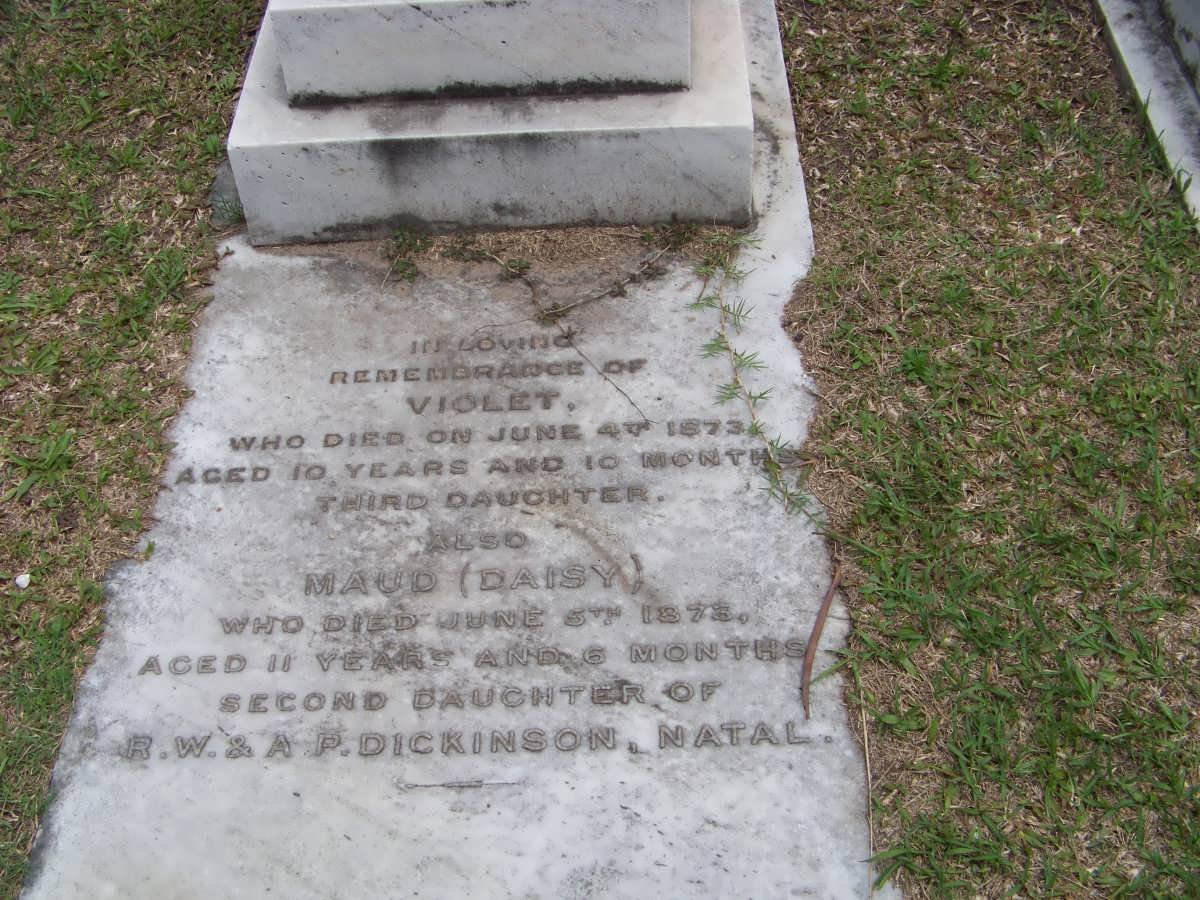 IN LOVING
REMEMBRANCE OF
VIOLET,
WHO DIED ON JUNE 4TH 1873,
AGED 10 YEARS AND 10 MONTHS
THIRD DAUGHTER.
ALSO
MAUD (DAISY)
WHO DIED JUNE 5TH 1873,
AGED 11 YEARS AND 6 MONTHS
SECOND DAUGHTER OF
R.W. & A.P. DICKINSON, NATAL.